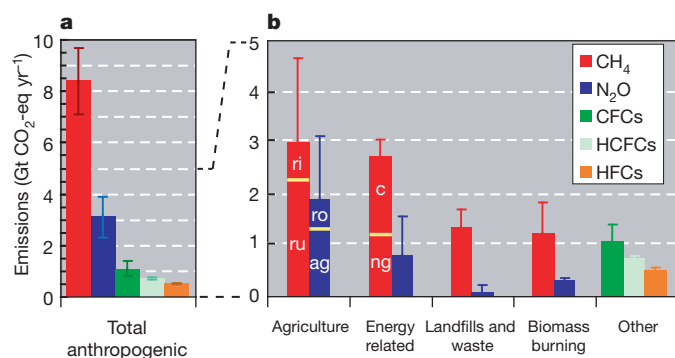 a
b
Emissions (Gt CO₂-eq yr⁻¹)
10
8
6
4
2
0
Total
anthropogenic
5
4
3
2
1
0
ri
ru
ro
ag
c
ng
CH₄
N₂O
CFCs
HCFCs
HFCs
Agriculture
Energy
related
Landfills and
waste
Biomass
burning
Other